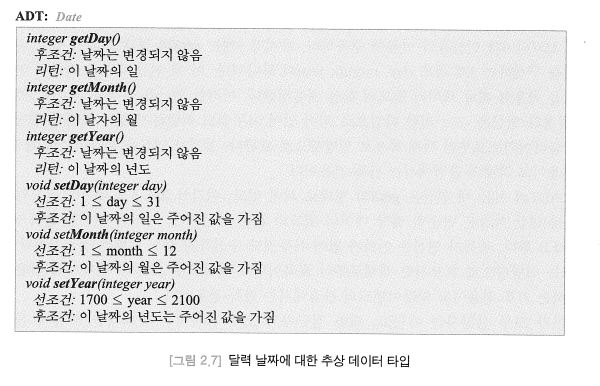 ADT: Date
integer getDay()
후조건: 날짜는 변경되지 않음
리턴: 이 날짜의 일
integer getMonth()
후조건: 날짜는 변경되지 않음
리턴: 이 날자의 월
integer getYear()
후조건: 날짜는 변경되지 않음
리턴: 이 날짜의 년도
void setDay(integer day)
선조건: 1 ≤ day ≤ 31
후조건: 이 날짜의 일은 주어진 값을 가짐
void setMonth(integer month)
선조건: 1 ≤ month ≤ 12
후조건: 이 날짜의 월은 주어진 값을 가짐
void setYear(integer year)
선조건: 1700 ≤ year ≤ 2100
후조건: 이 날짜의 년도는 주어진 값을 가짐
[그림 2.7] 달력 날짜에 대한 추상 데이터 타입